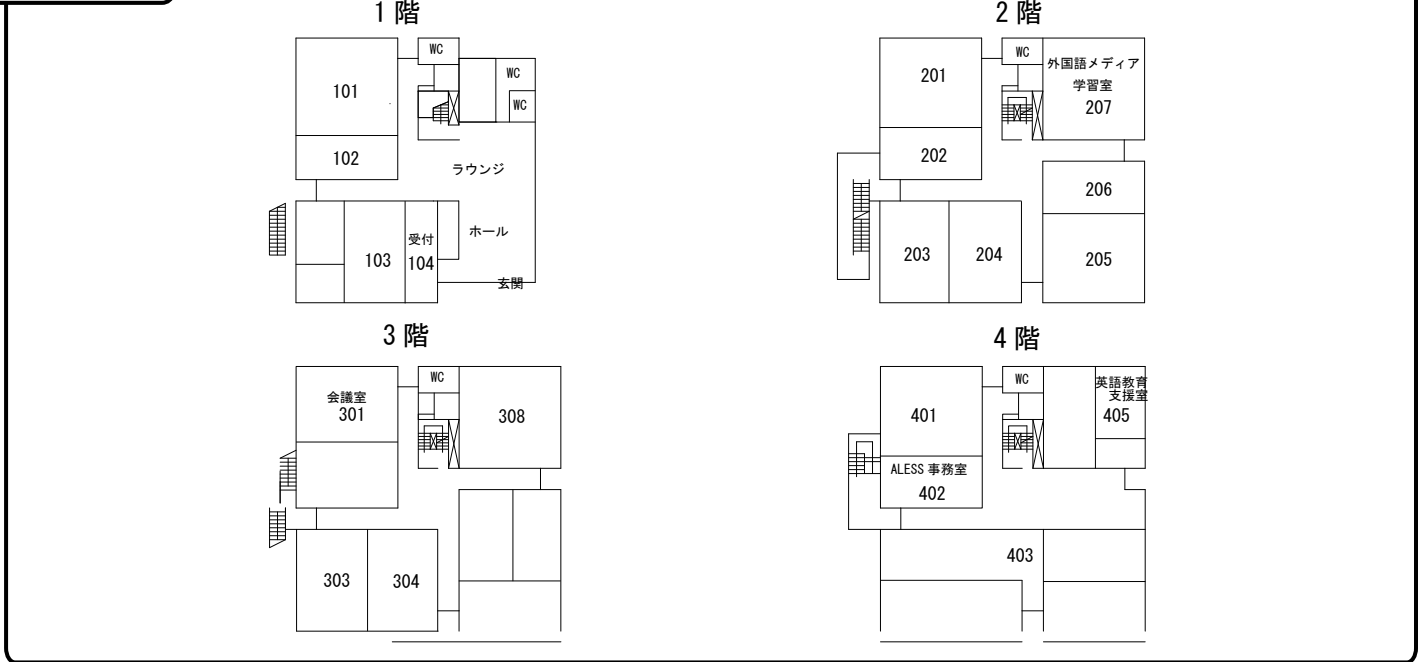 1 階
WC
101
WC
WC
102
ラウンジ
ホール
受付
103
104
玄関
2 階
WC
201
外国語メディア
学習室
207
202
206
203
204
205
3 階
WC
会議室
301
308
303
304
4 階
WC
401
英語教育
支援室
405
ALESS 事務室
402
403